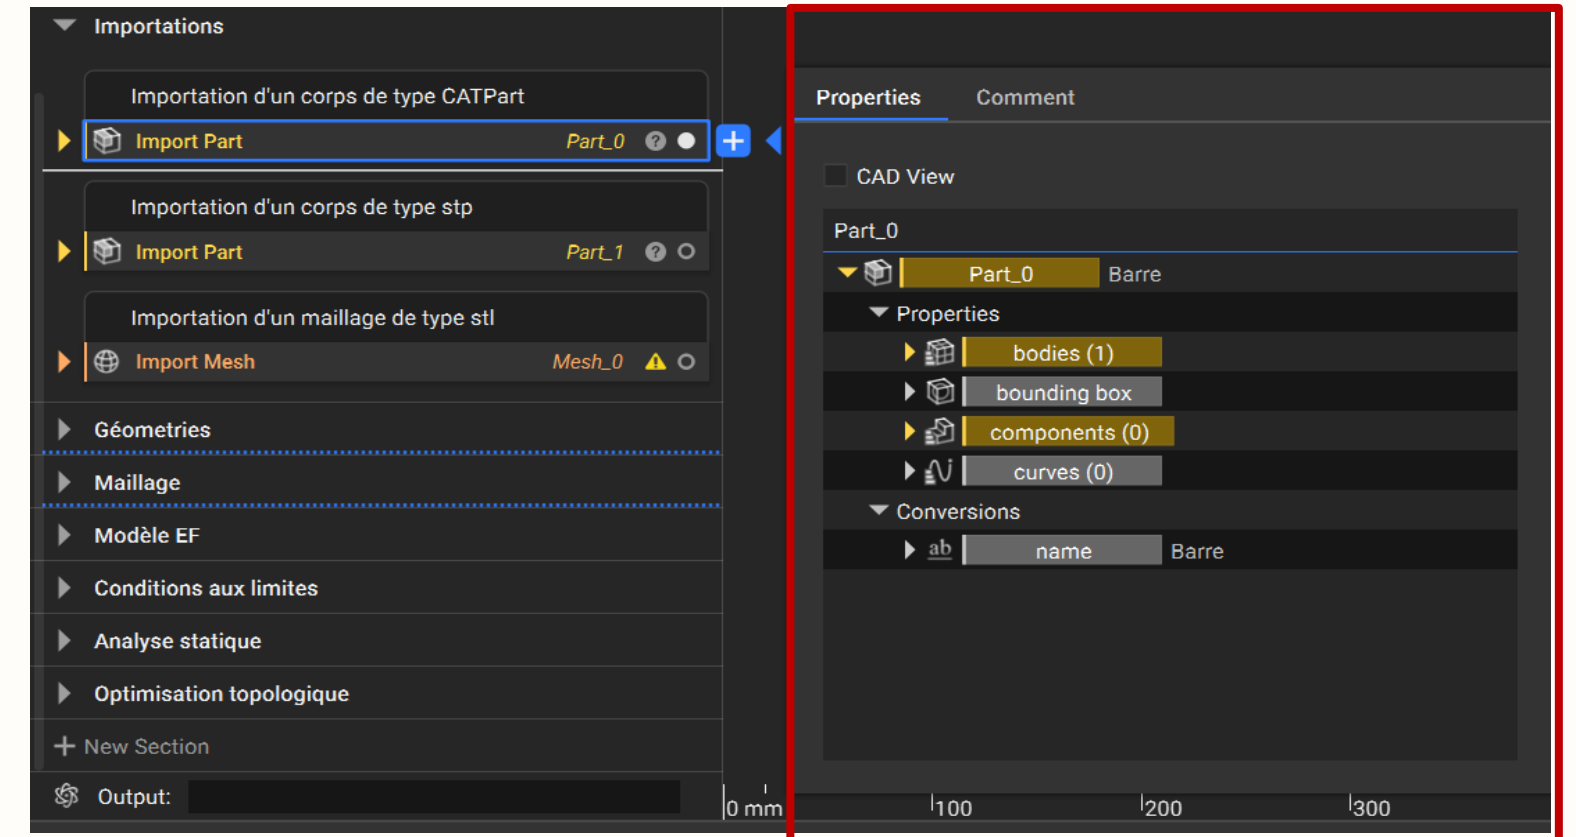 Importations
Importation d'un corps de type CATPart
Import Part Part_0 ?
Importation d'un corps de type stp
Import Part Part_1 ?
Importation d'un maillage de type stl
Import Mesh Mesh_0
Géometries
Maillage
Modèle EF
Conditions aux limites
Analyse statique
Optimisation topologique
+ New Section
Output:
Properties Comment
CAD View
Part_0
Part_0 Barre
Properties
bodies (1)
bounding box
components (0)
curves (0)
Conversions
ab name Barre
0 mm 100 200 300